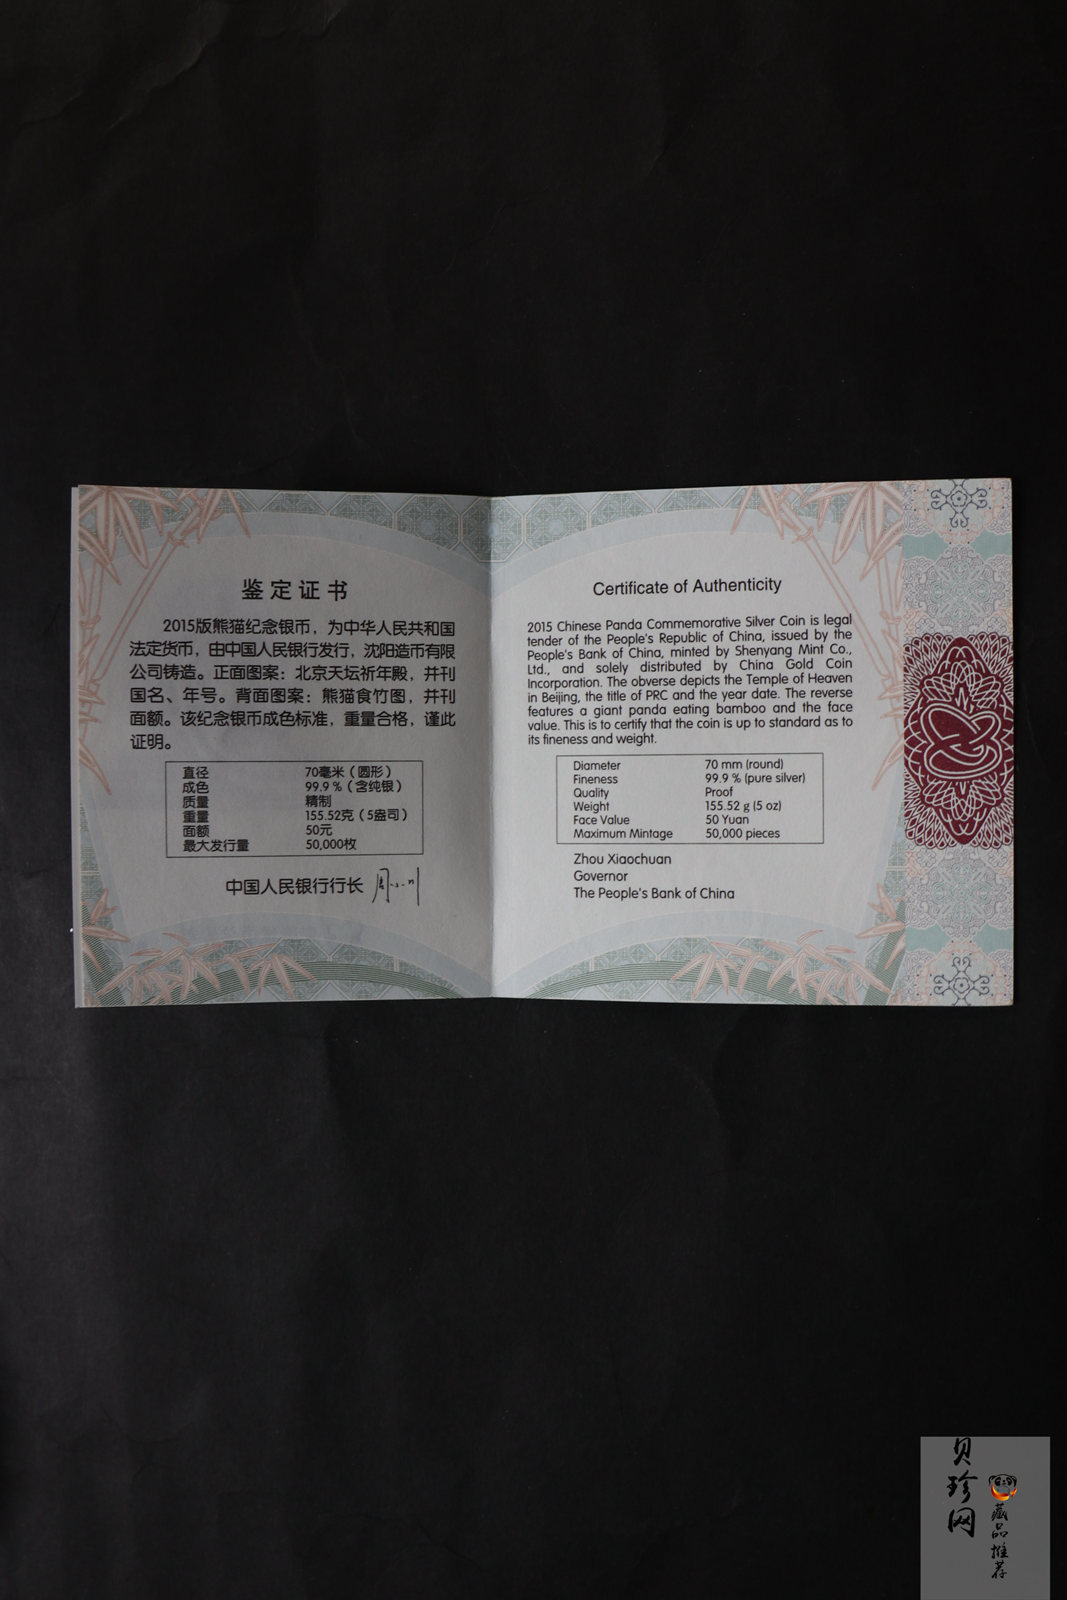 鉴定证书
2015版熊猫纪念银币，为中华人民共和国
法定货币，由中国人民银行发行，沈阳造币有限
公司铸造。正面图案：北京天坛祈年殿，并刊
国名、年号。背面图案：熊猫食竹图，并刊
面额。该纪念银币成色标准，重量合格，谨此
证明。
直径 70毫米（圆形）
成色 99.9％（含纯银）
质量 精制
重量 155.52克（5盎司）
面额 50元
最大发行量 50,000枚
中国人民银行行长 周小川
Certificate of Authenticity
2015 Chinese Panda Commemorative Silver Coin is legal
tender of the People's Republic of China, issued by the
People's Bank of China, minted by Shenyang Mint Co.,
Ltd., and solely distributed by China Gold Coin
Incorporation. The obverse depicts the Temple of Heaven
in Beijing, the title of PRC and the year date. The reverse
features a giant panda eating bamboo and the face
value. This is to certify that the coin is up to standard as to
its fineness and weight.
Diameter 70 mm (round)
Fineness 99.9 % (pure silver)
Quality Proof
Weight 155.52 g (5 oz)
Face Value 50 Yuan
Maximum Mintage 50,000 pieces
Zhou Xiaochuan
Governor
The People's Bank of China
贝珍网
藏品推荐